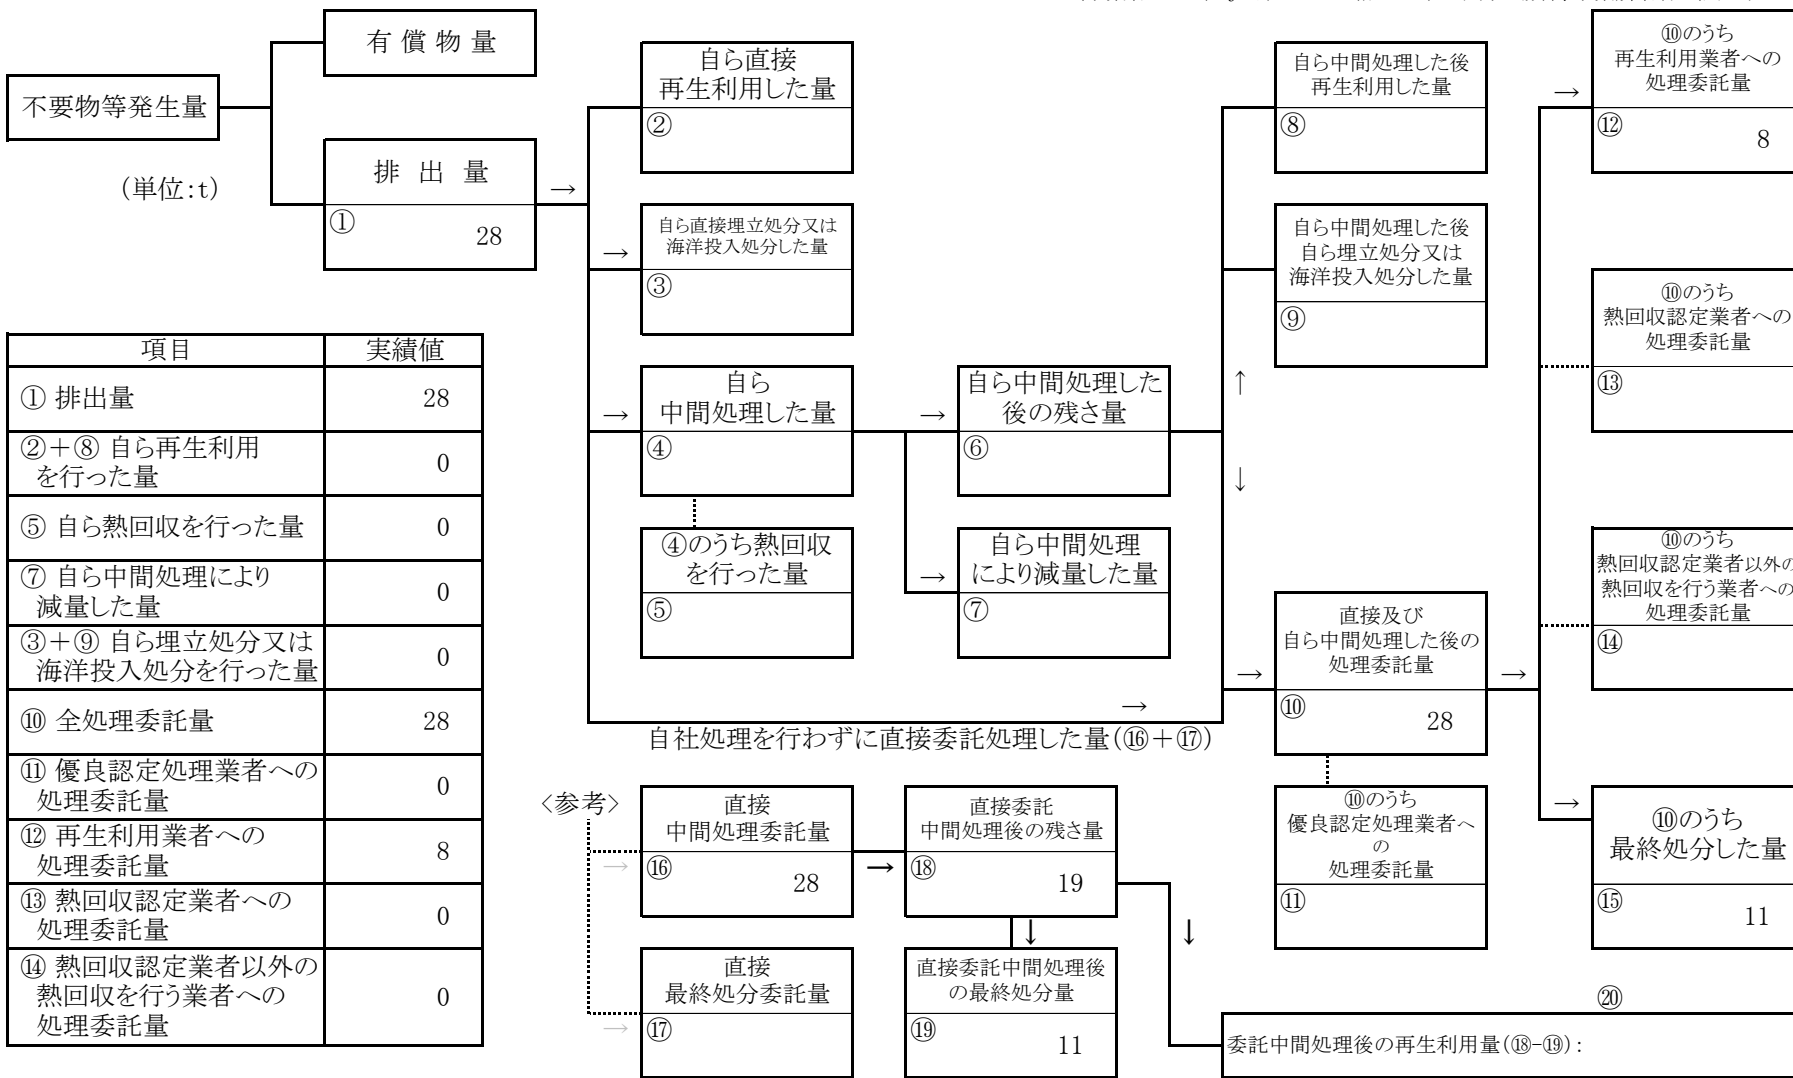 不要物等発生量
(単位:t)
有償物量
排出量
①
28
→
自ら直接
再生利用した量
②
→
自ら直接埋立処分又は
海洋投入処分した量
③
→
自ら
中間処理した量
④
④のうち熱回収
を行った量
⑤
→
自ら中間処理した
後の残さ量
⑥
→
自ら中間処理
により減量した量
⑦
↑
↓
自ら中間処理した後
再生利用した量
⑧
自ら中間処理した後
自ら埋立処分又は
海洋投入処分した量
⑨
→
自社処理を行わずに直接委託処理した量(⑯+⑰)
→
直接及び
自ら中間処理した後の
処理委託量
⑩
28
⑩のうち
優良認定処理業者へ
の
処理委託量
⑪
→
→
⑩のうち
再生利用業者への
処理委託量
⑫
8
⑩のうち
熱回収認定業者への
処理委託量
⑬
⑩のうち
熱回収認定業者以外の
熱回収を行う業者への
処理委託量
⑭
→
⑩のうち
最終処分した量
⑮
11
項目 実績値
① 排出量 28
②+⑧ 自ら再生利用
を行った量 0
⑤ 自ら熱回収を行った量 0
⑦ 自ら中間処理により
減量した量 0
③+⑨ 自ら埋立処分又は
海洋投入処分を行った量 0
⑩ 全処理委託量 28
⑪ 優良認定処理業者への
処理委託量 0
⑫ 再生利用業者への
処理委託量 8
⑬ 熱回収認定業者への
処理委託量 0
⑭ 熱回収認定業者以外の
熱回収を行う業者への
処理委託量 0
〈参考〉
→
直接
中間処理委託量
⑯
28
→
直接委託
中間処理後の残さ量
⑱
19
↓
↓
→
直接
最終処分委託量
⑰
直接委託中間処理後
の最終処分量
⑲
11
⑳
委託中間処理後の再生利用量(⑱-⑲):